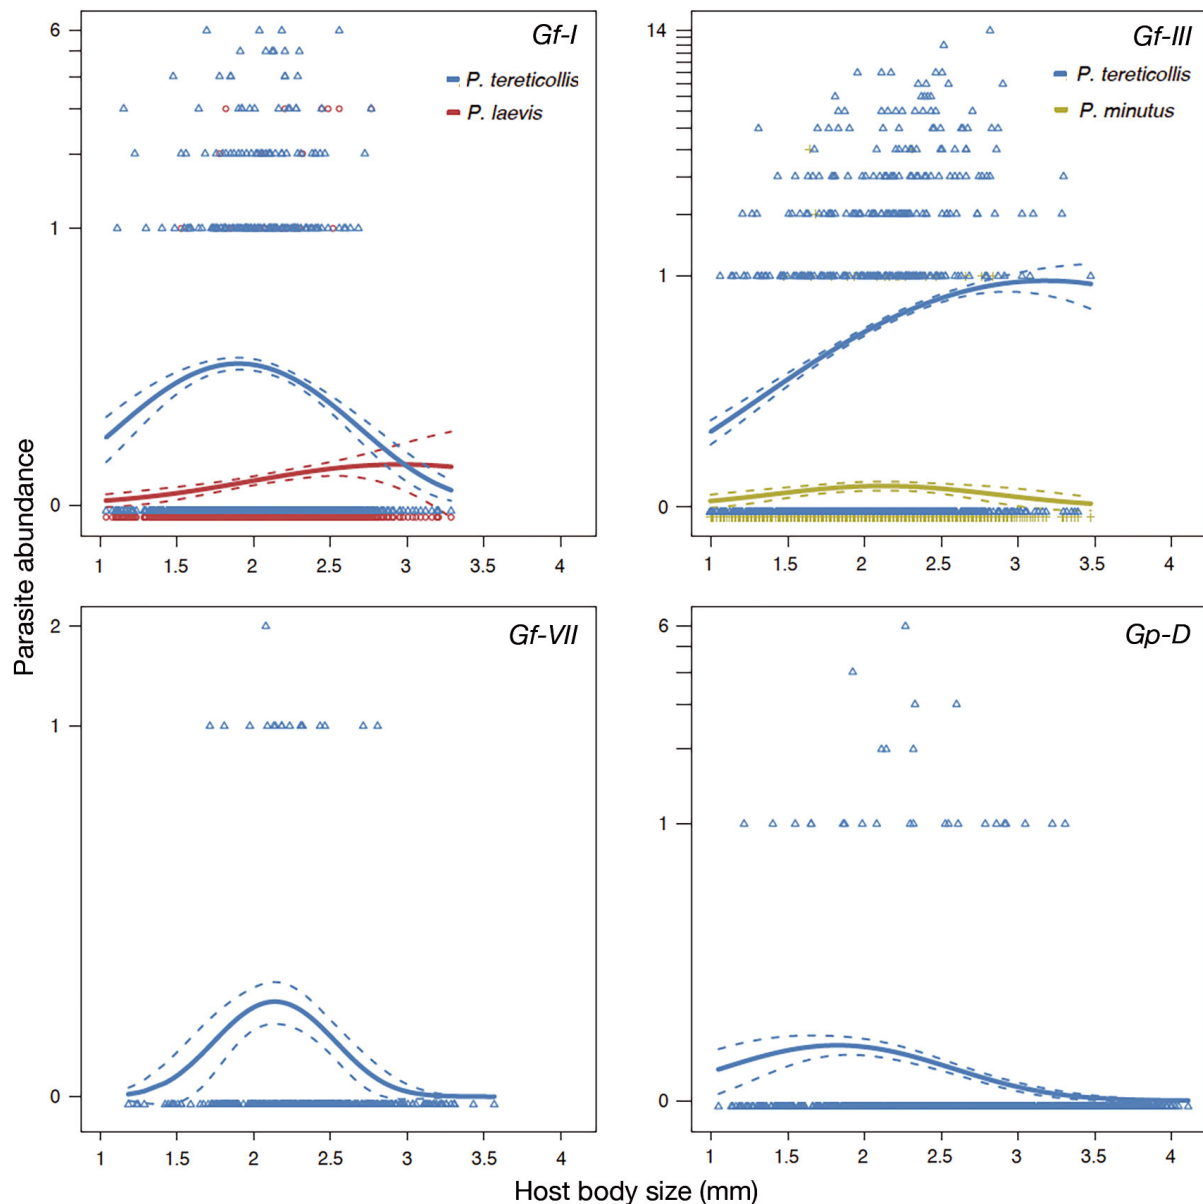 Gf-I
6
P. tereticollis
P. laevis
1
0
1 1.5 2 2.5 3 3.5 4
Gf-III
14
P. tereticollis
P. minutus
1
0
1 1.5 2 2.5 3 3.5 4
Parasite abundance
Gf-VII
2
1
0
1 1.5 2 2.5 3 3.5 4
Gp-D
6
1
0
1 1.5 2 2.5 3 3.5 4
Host body size (mm)